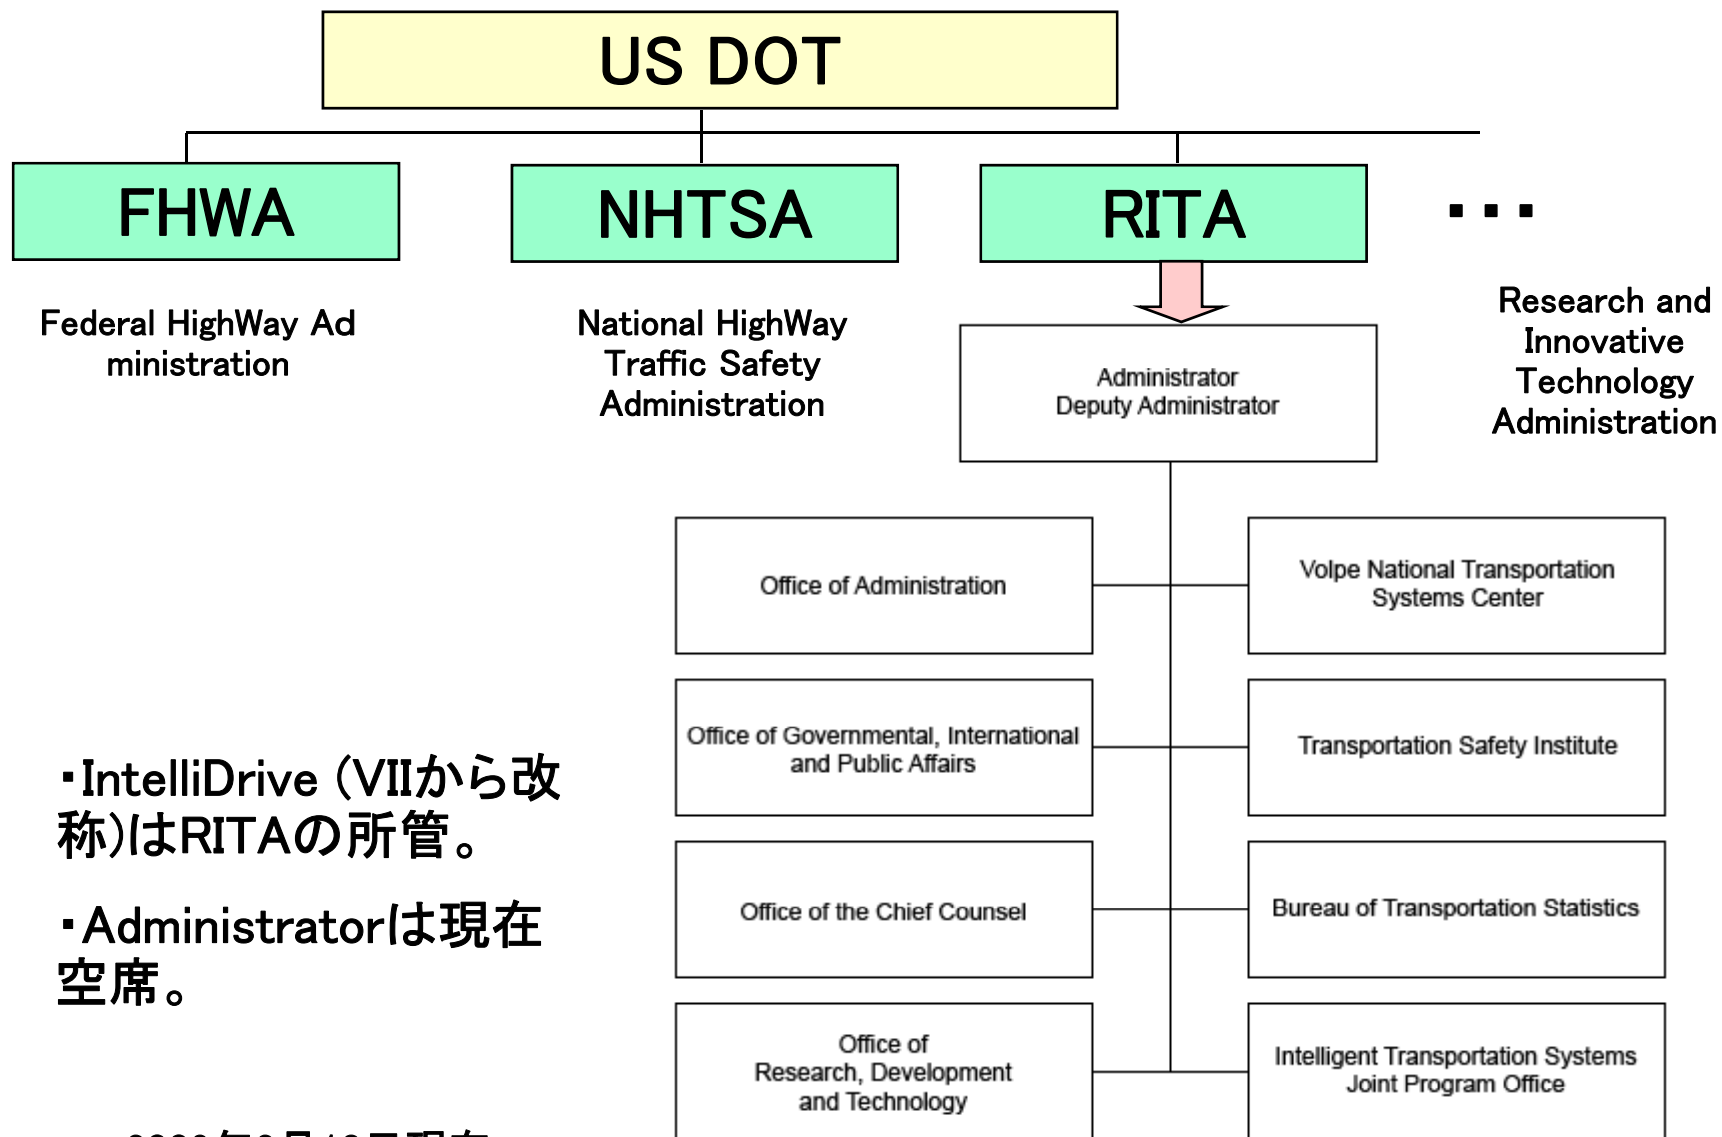 US DOT
FHWA
NHTSA
RITA
...
Federal HighWay Ad
ministration
National HighWay
Traffic Safety
Administration
Research and
Innovative
Technology
Administration
Administrator
Deputy Administrator
Office of Administration
Volpe National Transportation
Systems Center
Office of Governmental, International
and Public Affairs
Transportation Safety Institute
Office of the Chief Counsel
Bureau of Transportation Statistics
Office of
Research, Development
and Technology
Intelligent Transportation Systems
Joint Program Office
・IntelliDrive (VIIから改
称)はRITAの所管。
・Administratorは現在
空席。